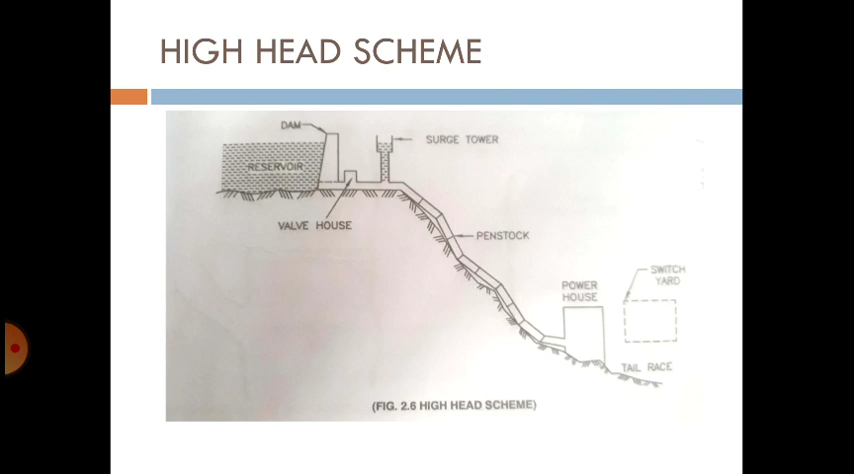 HIGH HEAD SCHEME
DAM
SURGE TOWER
RESERVOIR
VALVE HOUSE
PENSTOCK
SWITCH
YARD
POWER
HOUSE
TAIL RACE
(FIG. 2.6 HIGH HEAD SCHEME)